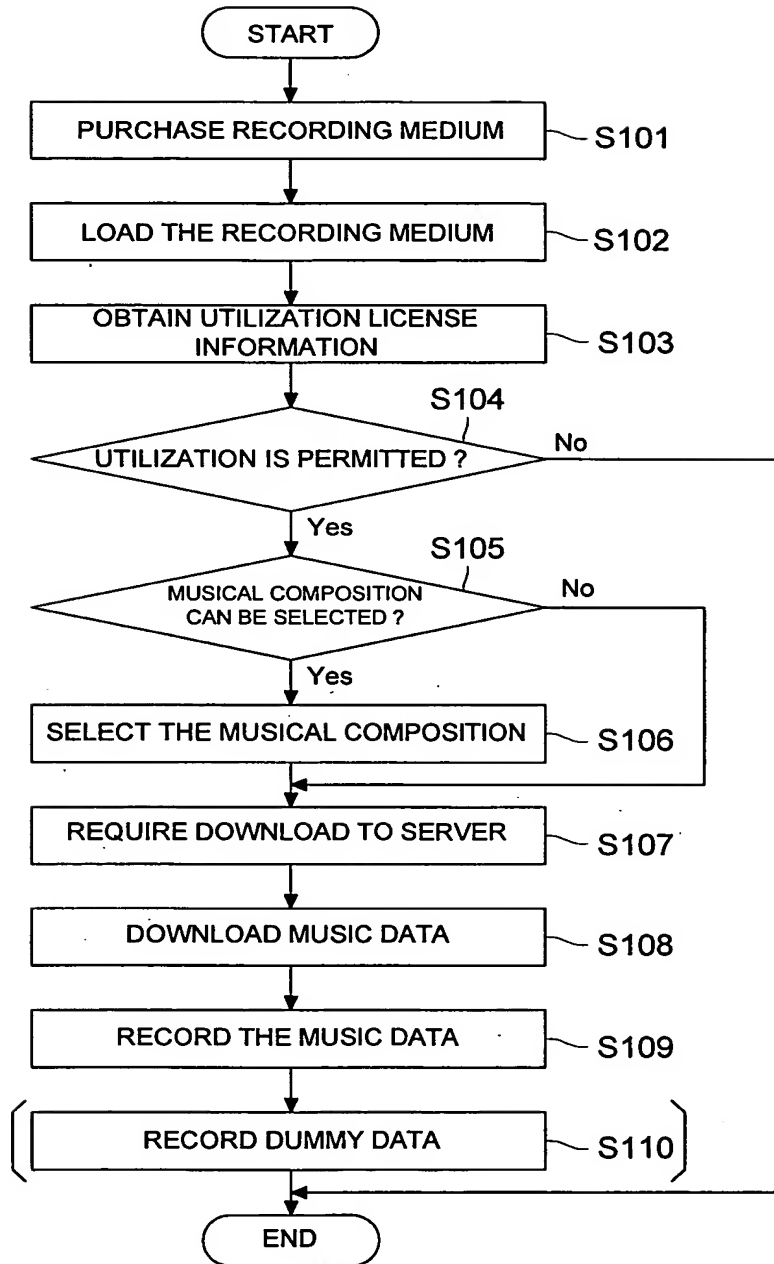 START
PURCHASE RECORDING MEDIUM
S101
LOAD THE RECORDING MEDIUM
S102
OBTAIN UTILIZATION LICENSE
INFORMATION
S103
S104
UTILIZATION IS PERMITTED ?
No
Yes
S105
MUSICAL COMPOSITION
CAN BE SELECTED ?
No
Yes
SELECT THE MUSICAL COMPOSITION
S106
REQUIRE DOWNLOAD TO SERVER
S107
DOWNLOAD MUSIC DATA
S108
RECORD THE MUSIC DATA
S109
RECORD DUMMY DATA
S110
END